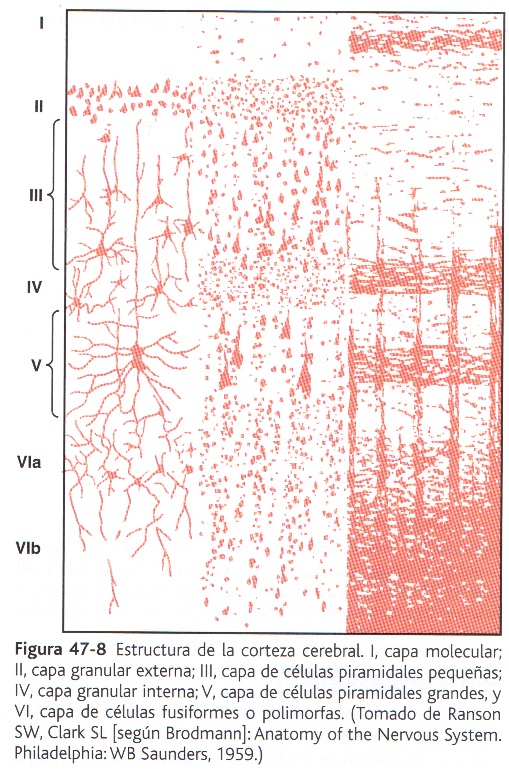 I
II
III
IV
V
VIa
VIb
Figura 47-8 Estructura de la corteza cerebral. I, capa molecular;
II, capa granular externa; III, capa de células piramidales pequeñas;
IV, capa granular interna; V, capa de células piramidales grandes, y
VI, capa de células fusiformes o polimorfas. (Tomado de Ranson
SW, Clark SL [según Brodmann]: Anatomy of the Nervous System.
Philadelphia: WB Saunders, 1959.)